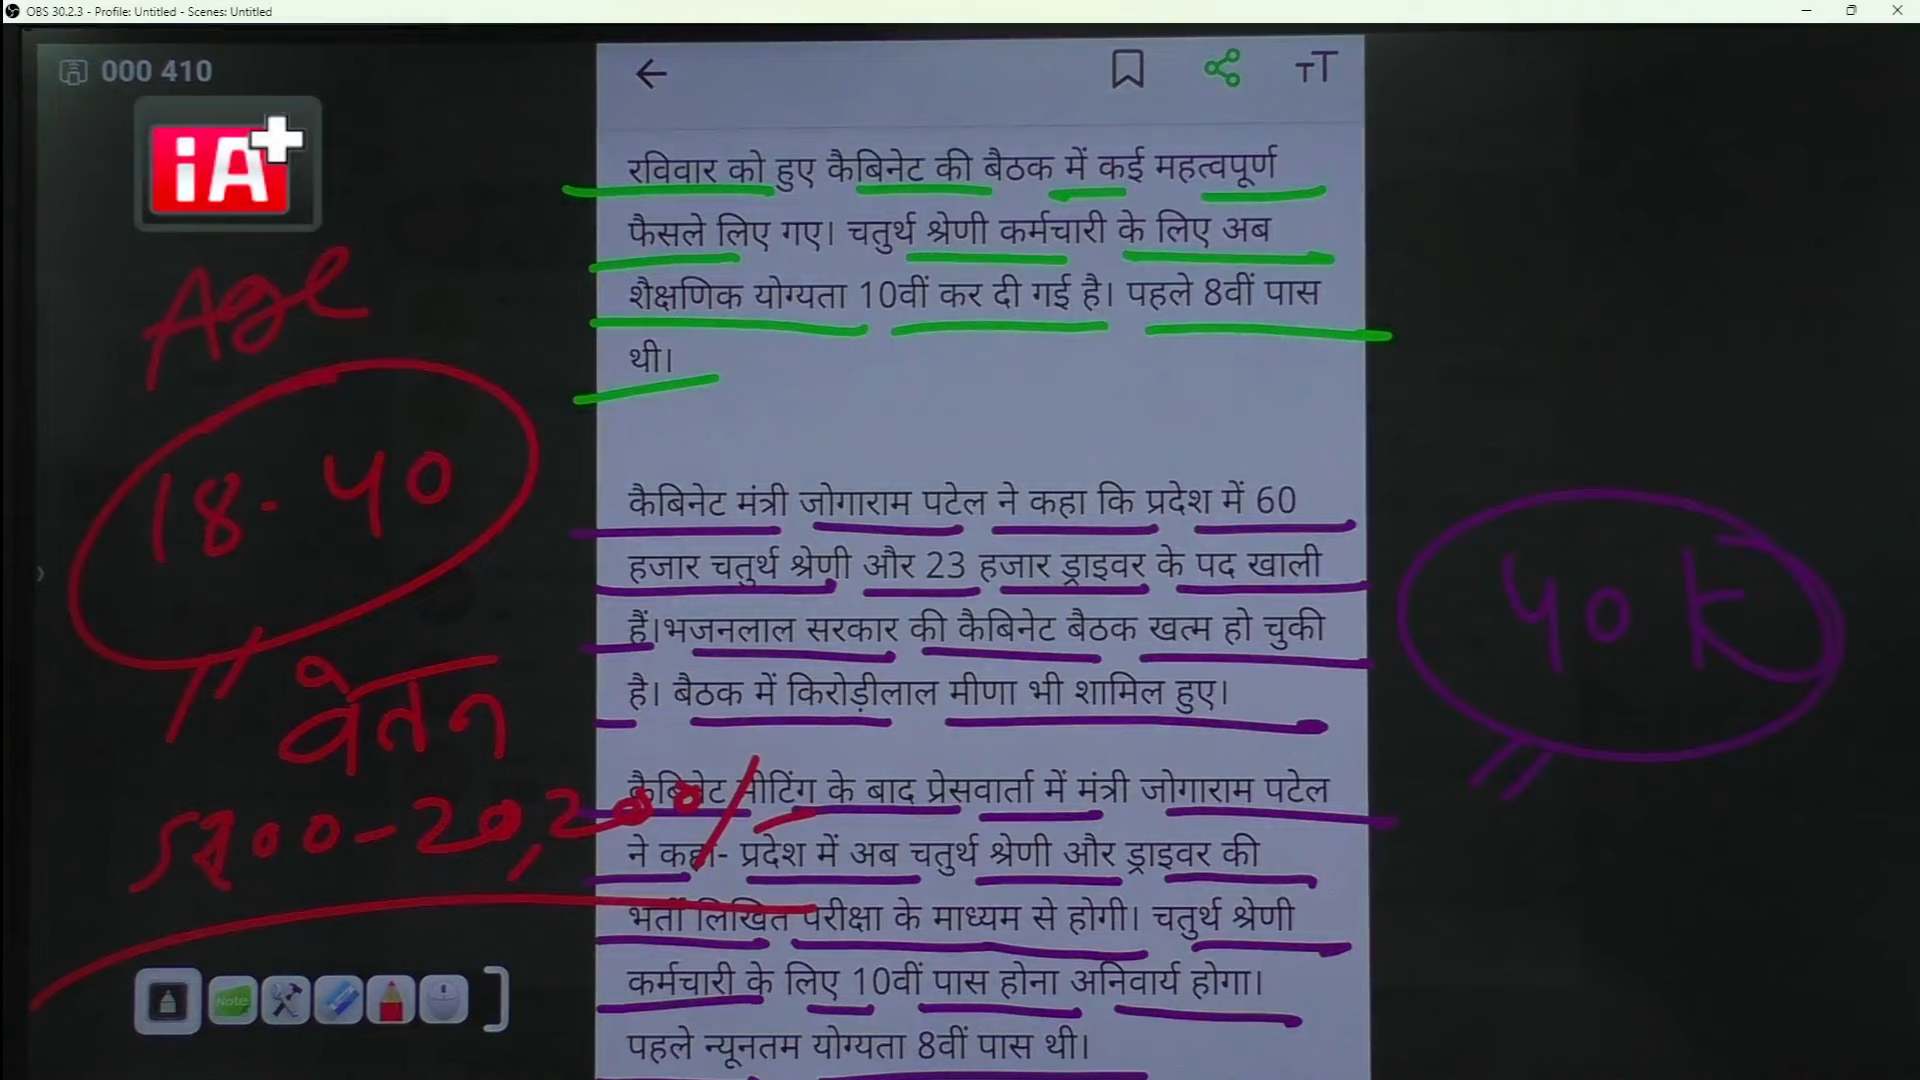 OBS 30.2.3 - Profile: Untitled - Scenes: Untitled
000 410
iA+
रविवार को हुए कैबिनेट की बैठक में कई महत्वपूर्ण
फैसले लिए गए। चतुर्थ श्रेणी कर्मचारी के लिए अब
शैक्षणिक योग्यता 10वीं कर दी गई है। पहले 8वीं पास
थी।
Age
18-40
वेतन
5200-20,200/
कैबिनेट मंत्री जोगाराम पटेल ने कहा कि प्रदेश में 60
हजार चतुर्थ श्रेणी और 23 हजार ड्राइवर के पद खाली
हैं।भजनलाल सरकार की कैबिनेट बैठक खत्म हो चुकी
है। बैठक में किरोड़ीलाल मीणा भी शामिल हुए।
40K
कैबिनेट मीटिंग के बाद प्रेसवार्ता में मंत्री जोगाराम पटेल
ने कहा- प्रदेश में अब चतुर्थ श्रेणी और ड्राइवर की
भर्ती लिखित परीक्षा के माध्यम से होगी। चतुर्थ श्रेणी
कर्मचारी के लिए 10वीं पास होना अनिवार्य होगा।
पहले न्यूनतम योग्यता 8वीं पास थी।
Note